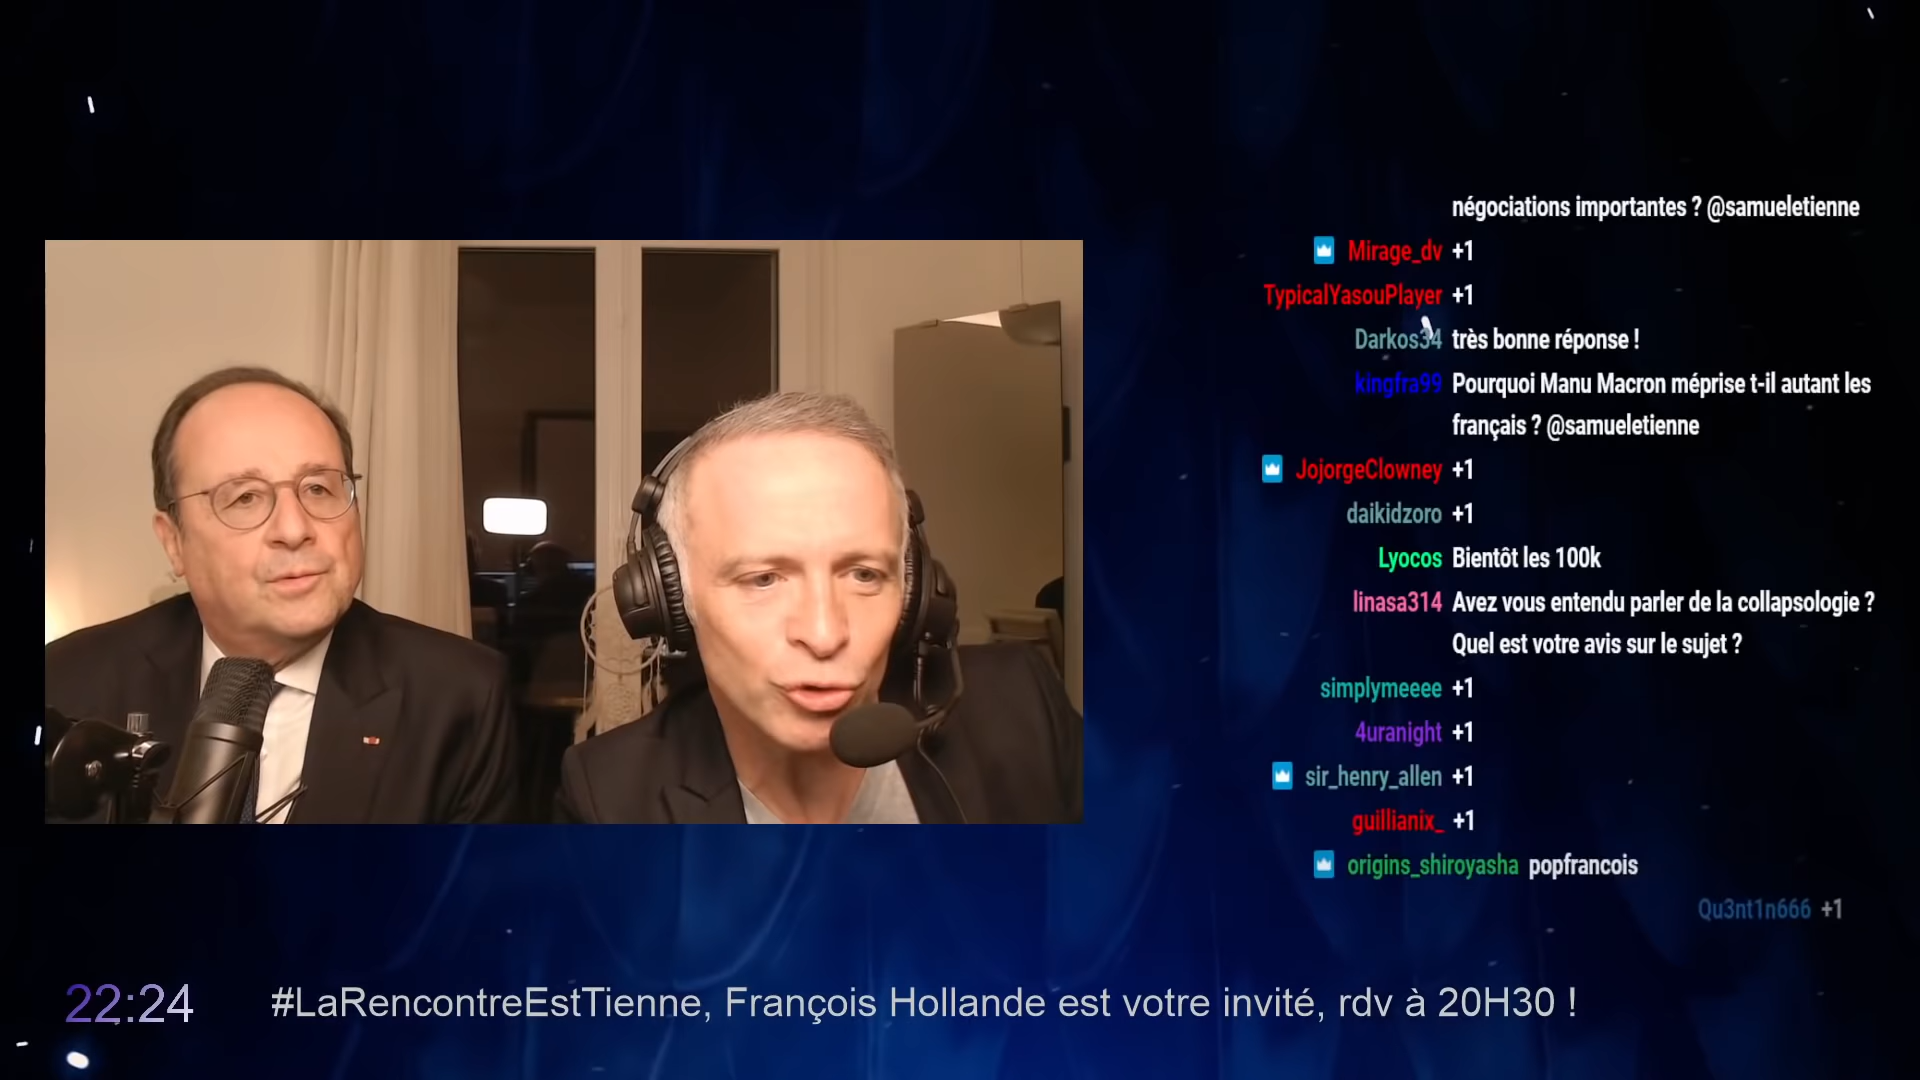 négociations importantes ? @samueletienne
Mirage_dv +1
TypicalYasouPlayer +1
Darkos34 très bonne réponse !
kingfra99 Pourquoi Manu Macron méprise t-il autant les
français ? @samueletienne
JojorgeClowney +1
daikidzoro +1
Lyocos Bientôt les 100k
linasa314 Avez vous entendu parler de la collapsologie ?
Quel est votre avis sur le sujet ?
simplymeeee +1
4uranight +1
sir_henry_allen +1
guillianix_ +1
origins_shiroyasha popfrancois
Qu3nt1n666 +1
22:24 #LaRencontreEstTienne, François Hollande est votre invité, rdv à 20H30 !